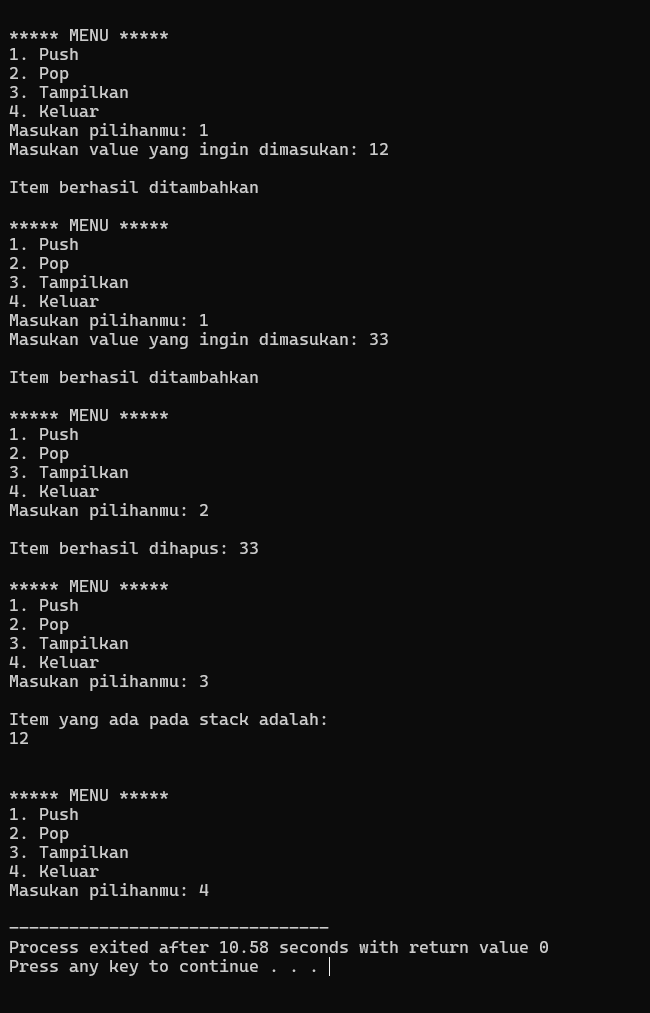 ***** MENU *****
1. Push
2. Pop
3. Tampilkan
4. Keluar
Masukan pilihanmu: 1
Masukan value yang ingin dimasukan: 12
Item berhasil ditambahkan
***** MENU *****
1. Push
2. Pop
3. Tampilkan
4. Keluar
Masukan pilihanmu: 1
Masukan value yang ingin dimasukan: 33
Item berhasil ditambahkan
***** MENU *****
1. Push
2. Pop
3. Tampilkan
4. Keluar
Masukan pilihanmu: 2
Item berhasil dihapus: 33
***** MENU *****
1. Push
2. Pop
3. Tampilkan
4. Keluar
Masukan pilihanmu: 3
Item yang ada pada stack adalah:
12
***** MENU *****
1. Push
2. Pop
3. Tampilkan
4. Keluar
Masukan pilihanmu: 4
--------------------------------
Process exited after 10.58 seconds with return value 0
Press any key to continue . . .